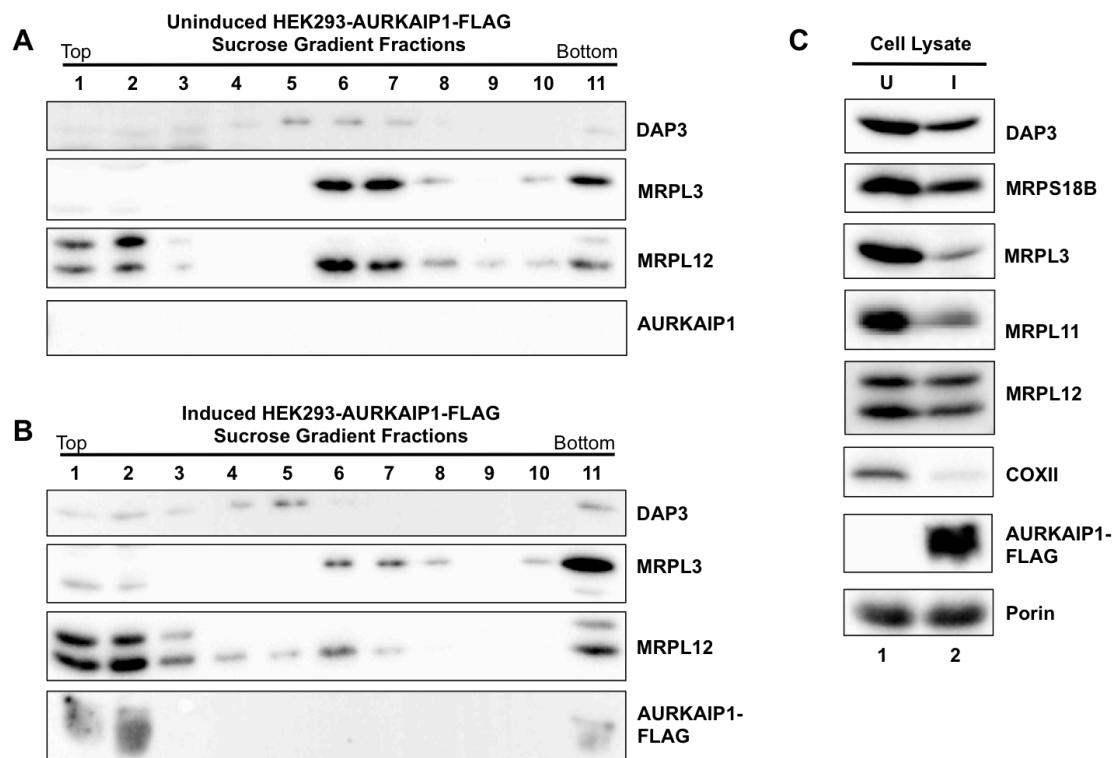 A
Uninduced HEK293-AURKAIP1-FLAG
Sucrose Gradient Fractions
Top Bottom
1 2 3 4 5 6 7 8 9 10 11
DAP3
MRPL3
MRPL12
AURKAIP1
B
Induced HEK293-AURKAIP1-FLAG
Sucrose Gradient Fractions
Top Bottom
1 2 3 4 5 6 7 8 9 10 11
DAP3
MRPL3
MRPL12
AURKAIP1-
FLAG
C
Cell Lysate
U I
DAP3
MRPS18B
MRPL3
MRPL11
MRPL12
COXII
AURKAIP1-
FLAG
Porin
1 2